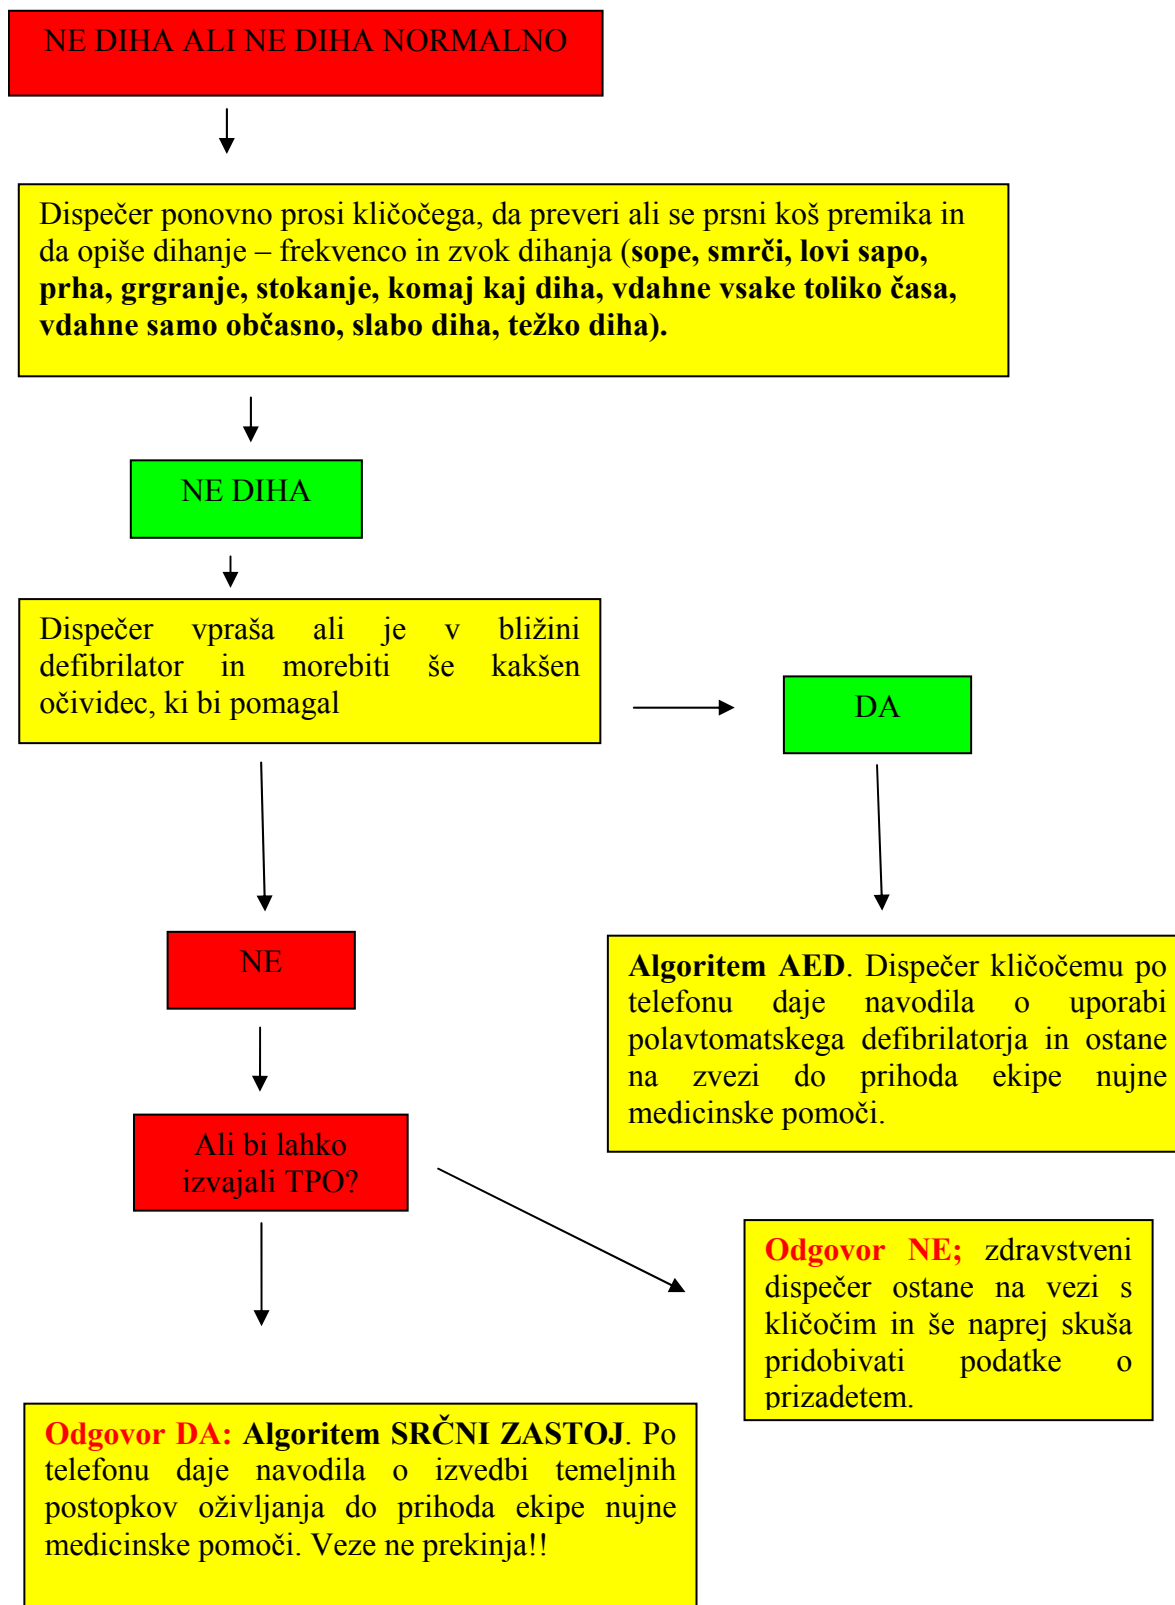 NE DIHA ALI NE DIHA NORMALNO
Dispečer ponovno prosi kličočega, da preveri ali se prsni koš premika in
da opiše dihanje – frekvenco in zvok dihanja (sope, smrči, lovi sapo,
prha, grgranje, stokanje, komaj kaj diha, vdahne vsake toliko časa,
vdahne samo občasno, slabo diha, težko diha).
NE DIHA
Dispečer vpraša ali je v bližini
defibrilator in morebiti še kakšen
očividec, ki bi pomagal
DA
NE
Algoritem AED. Dispečer kličočemu po
telefonu daje navodila o uporabi
polavtomatskega defibrilatorja in ostane
na zvezi do prihoda ekipe nujne
medicinske pomoči.
Ali bi lahko
izvajali TPO?
Odgovor NE; zdravstveni
dispečer ostane na vezi s
kličočim in še naprej skuša
pridobivati podatke o
prizadetem.
Odgovor DA: Algoritem SRČNI ZASTOJ. Po
telefonu daje navodila o izvedbi temeljnih
postopkov oživljanja do prihoda ekipe nujne
medicinske pomoči. Veze ne prekinja!!